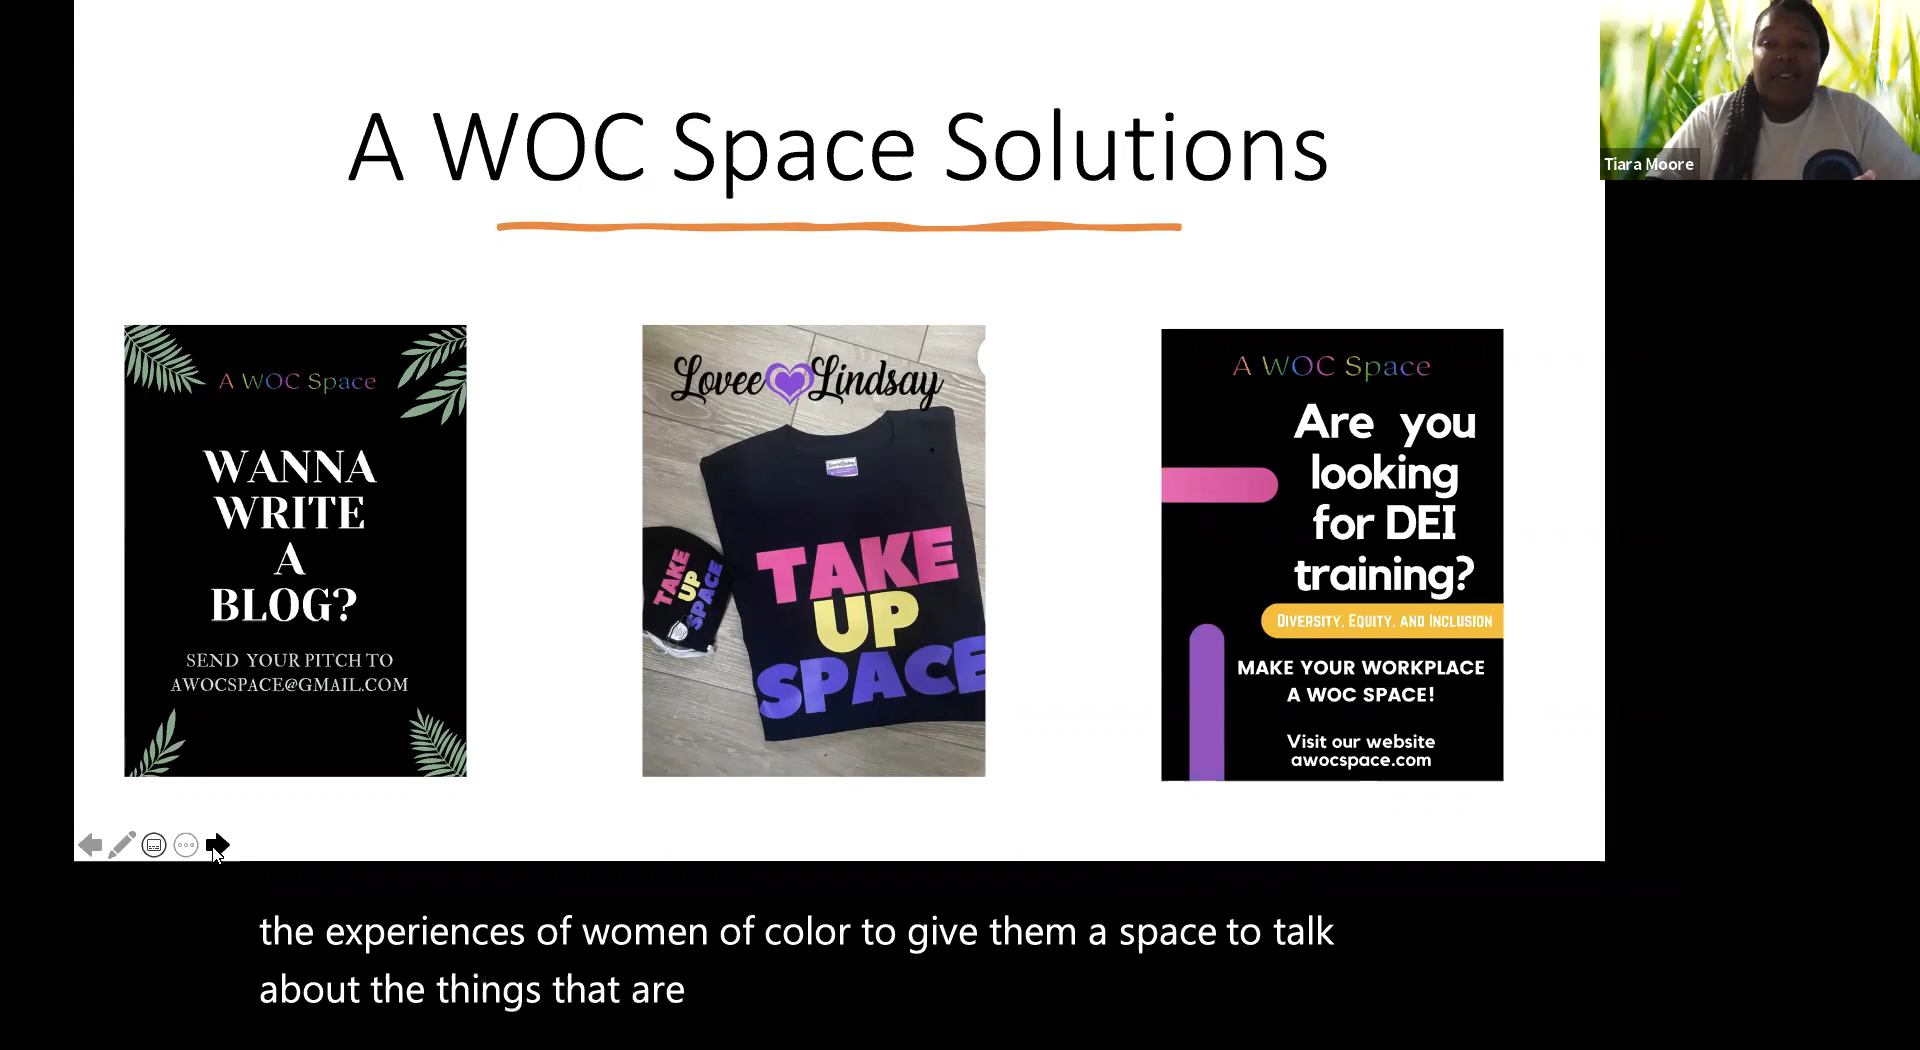 A WOC Space Solutions
Tiara Moore
A WOC Space
WANNA
WRITE
A
BLOG?
SEND YOUR PITCH TO
AWOCSPACE@GMAIL.COM
Lovee Lindsay
TAKE
UP
SPACE
TAKE
UP
SPACE
A WOC Space
Are you
looking
for DEI
training?
DIVERSITY, EQUITY, AND INCLUSION
MAKE YOUR WORKPLACE
A WOC SPACE!
Visit our website
awocspace.com
the experiences of women of color to give them a space to talk
about the things that are